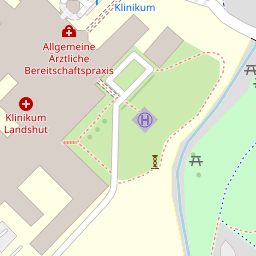 Klinikum
Allgemeine
Ärztliche
Bereitschaftspraxis
Klinikum
Landshut
H